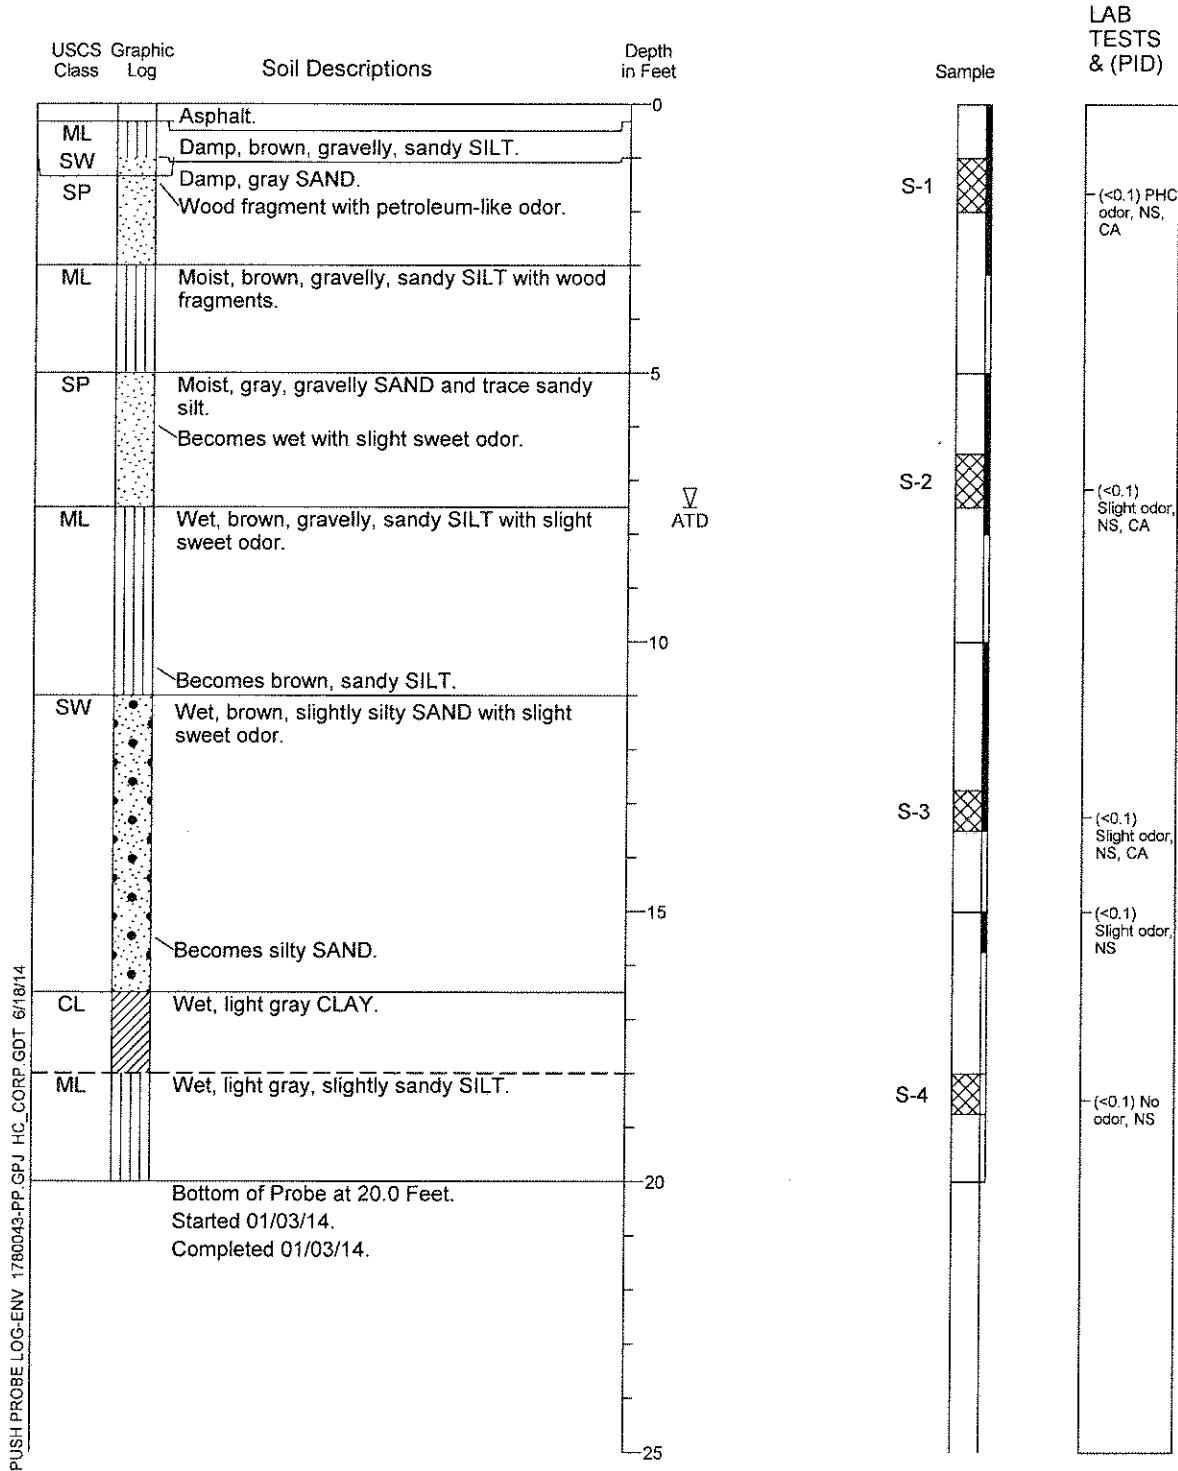 LAB
TESTS
& (PID)
USCS Graphic
Class Log
Soil Descriptions
Depth
in Feet
Sample
0
Asphalt.
ML
Damp, brown, gravelly, sandy SILT.
SW
Damp, gray SAND.
SP
Wood fragment with petroleum-like odor.
S-1
(<0.1) PHC
odor, NS,
CA
ML
Moist, brown, gravelly, sandy SILT with wood
fragments.
5
SP
Moist, gray, gravelly SAND and trace sandy
silt.
Becomes wet with slight sweet odor.
S-2
(<0.1)
Slight odor,
NS, CA
ATD
ML
Wet, brown, gravelly, sandy SILT with slight
sweet odor.
10
Becomes brown, sandy SILT.
SW
Wet, brown, slightly silty SAND with slight
sweet odor.
S-3
(<0.1)
Slight odor,
NS, CA
15
(<0.1)
Slight odor,
NS
Becomes silty SAND.
CL
Wet, light gray CLAY.
ML
Wet, light gray, slightly sandy SILT.
S-4
(<0.1) No
odor, NS
20
Bottom of Probe at 20.0 Feet.
Started 01/03/14.
Completed 01/03/14.
25
PUSH PROBE LOG-ENV 1780043-PP.GPJ HC_CORP.GDT 6/18/14